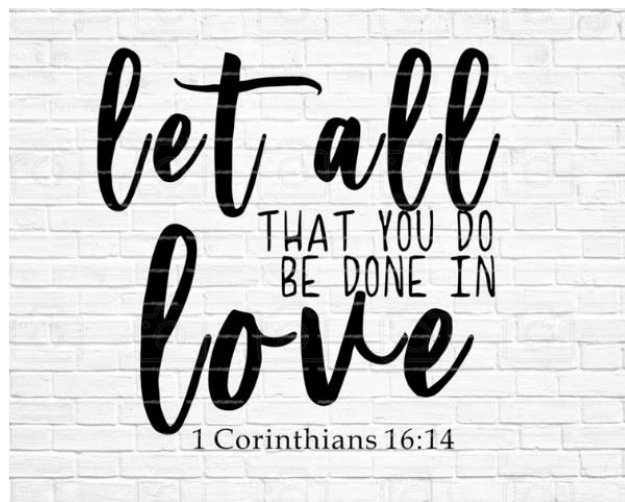 let all
THAT YOU DO
BE DONE IN
love
1 Corinthians 16:14